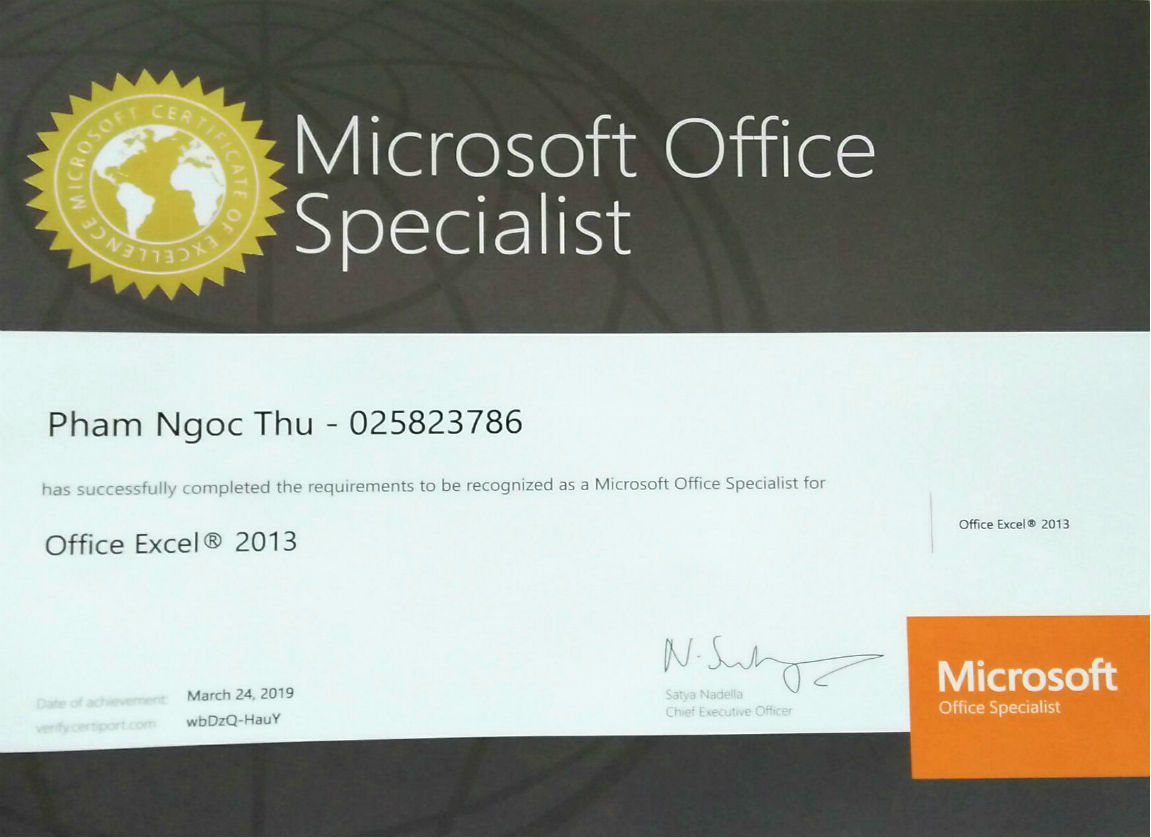 MICROSOFT CERTIFICATE OF EXCELLENCE
Microsoft Office
Specialist
Pham Ngoc Thu - 025823786
has successfully completed the requirements to be recognized as a Microsoft Office Specialist for
Office Excel® 2013
Office Excel® 2013
Date of achievement: March 24, 2019
verify.certiport.com wbDzQ-HauY
Satya Nadella
Chief Executive Officer
Microsoft
Office Specialist